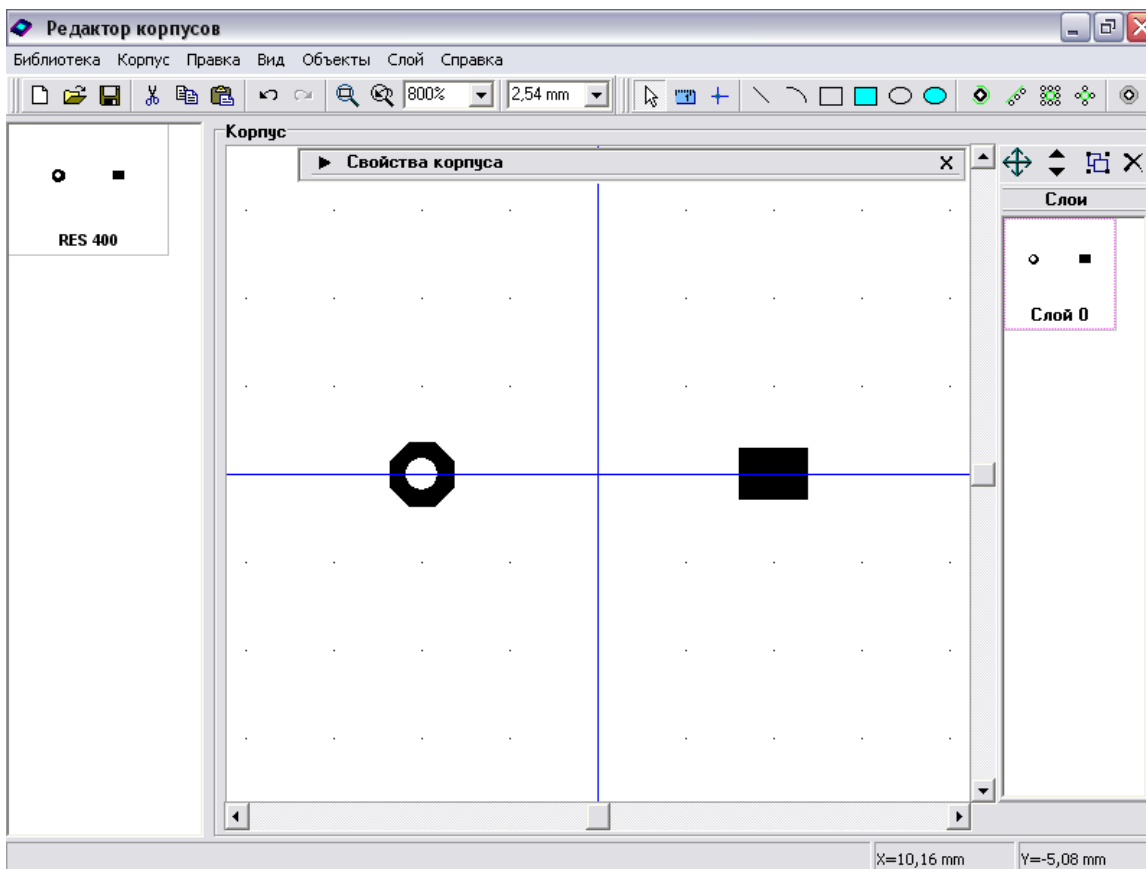 Редактор корпусов
Библиотека Корпус Правка Вид Объекты Слой Справка
800% 2,54 mm
Корпус
Свойства корпуса
Слои
RES 400
Слой 0
X=10,16 mm Y=-5,08 mm